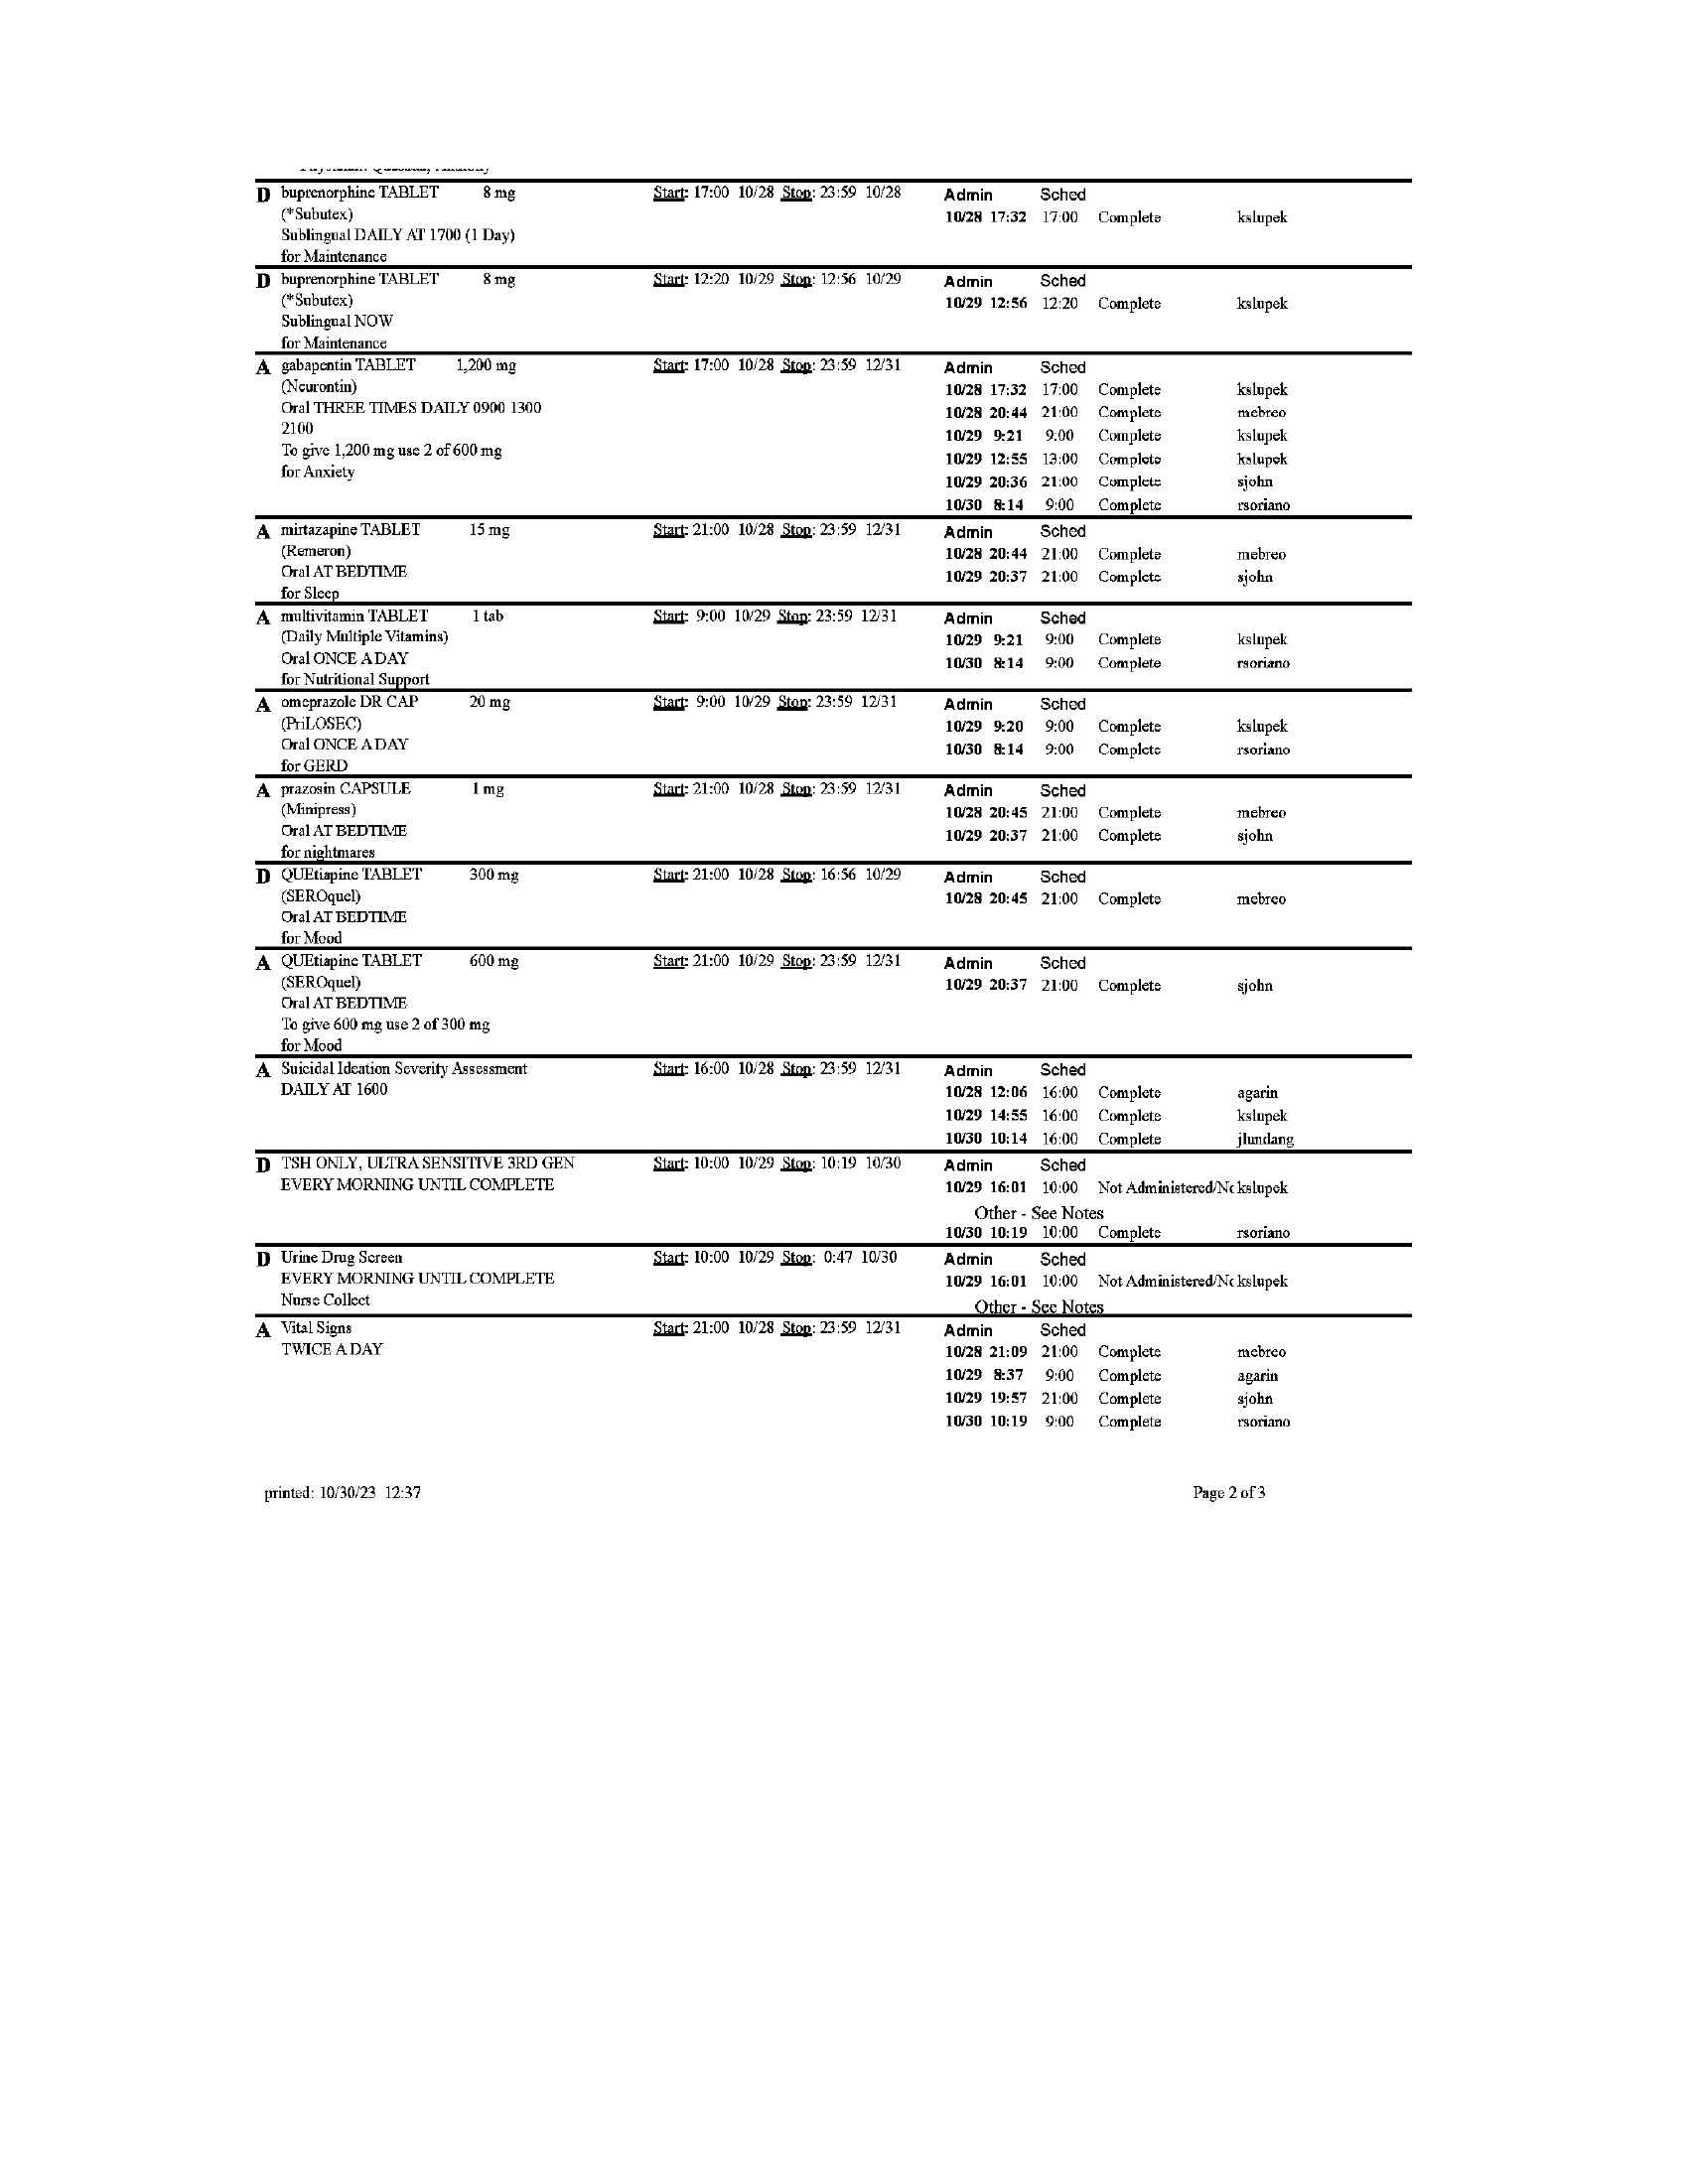 D buprenorphine TABLET 8 mg Start: 17:00 10/28 Stop: 23:59 10/28 Admin Sched
(*Subutex) 10/28 17:32 17:00 Complete kslupek
Sublingual DAILY AT 1700 (1 Day)
for Maintenance
D buprenorphine TABLET 8 mg Start: 12:20 10/29 Stop: 12:56 10/29 Admin Sched
(*Subutex) 10/29 12:56 12:20 Complete kslupek
Sublingual NOW
for Maintenance
A gabapentin TABLET 1,200 mg Start: 17:00 10/28 Stop: 23:59 12/31 Admin Sched
(Neurontin) 10/28 17:32 17:00 Complete kslupek
Oral THREE TIMES DAILY 0900 1300 10/28 20:44 21:00 Complete mebreo
2100 10/29 9:21 9:00 Complete kslupek
To give 1,200 mg use 2 of 600 mg 10/29 12:55 13:00 Complete kslupek
for Anxiety 10/29 20:36 21:00 Complete sjohn
10/30 8:14 9:00 Complete rsoriano
A mirtazapine TABLET 15 mg Start: 21:00 10/28 Stop: 23:59 12/31 Admin Sched
(Remeron) 10/28 20:44 21:00 Complete mebreo
Oral AT BEDTIME 10/29 20:37 21:00 Complete sjohn
for Sleep
A multivitamin TABLET 1 tab Start: 9:00 10/29 Stop: 23:59 12/31 Admin Sched
(Daily Multiple Vitamins) 10/29 9:21 9:00 Complete kslupek
Oral ONCE A DAY 10/30 8:14 9:00 Complete rsoriano
for Nutritional Support
A omeprazole DR CAP 20 mg Start: 9:00 10/29 Stop: 23:59 12/31 Admin Sched
(PriLOSEC) 10/29 9:20 9:00 Complete kslupek
Oral ONCE A DAY 10/30 8:14 9:00 Complete rsoriano
for GERD
A prazosin CAPSULE 1 mg Start: 21:00 10/28 Stop: 23:59 12/31 Admin Sched
(Minipress) 10/28 20:45 21:00 Complete mebreo
Oral AT BEDTIME 10/29 20:37 21:00 Complete sjohn
for nightmares
D QUEtiapine TABLET 300 mg Start: 21:00 10/28 Stop: 16:56 10/29 Admin Sched
(SEROquel) 10/28 20:45 21:00 Complete mebreo
Oral AT BEDTIME
for Mood
A QUEtiapine TABLET 600 mg Start: 21:00 10/29 Stop: 23:59 12/31 Admin Sched
(SEROquel) 10/29 20:37 21:00 Complete sjohn
Oral AT BEDTIME
To give 600 mg use 2 of 300 mg
for Mood
A Suicidal Ideation Severity Assessment Start: 16:00 10/28 Stop: 23:59 12/31 Admin Sched
DAILY AT 1600 10/28 12:06 16:00 Complete agarin
10/29 14:55 16:00 Complete kslupek
10/30 10:14 16:00 Complete jlundang
D TSH ONLY, ULTRA SENSITIVE 3RD GEN Start: 10:00 10/29 Stop: 10:19 10/30 Admin Sched
EVERY MORNING UNTIL COMPLETE 10/29 16:01 10:00 Not Administered/Nc kslupek
Other - See Notes
10/30 10:19 10:00 Complete rsoriano
D Urine Drug Screen Start: 10:00 10/29 Stop: 0:47 10/30 Admin Sched
EVERY MORNING UNTIL COMPLETE 10/29 16:01 10:00 Not Administered/Nc kslupek
Nurse Collect Other - See Notes
A Vital Signs Start: 21:00 10/28 Stop: 23:59 12/31 Admin Sched
TWICE A DAY 10/28 21:09 21:00 Complete mebreo
10/29 8:37 9:00 Complete agarin
10/29 19:57 21:00 Complete sjohn
10/30 10:19 9:00 Complete rsoriano
printed: 10/30/23 12:37 Page 2 of 3